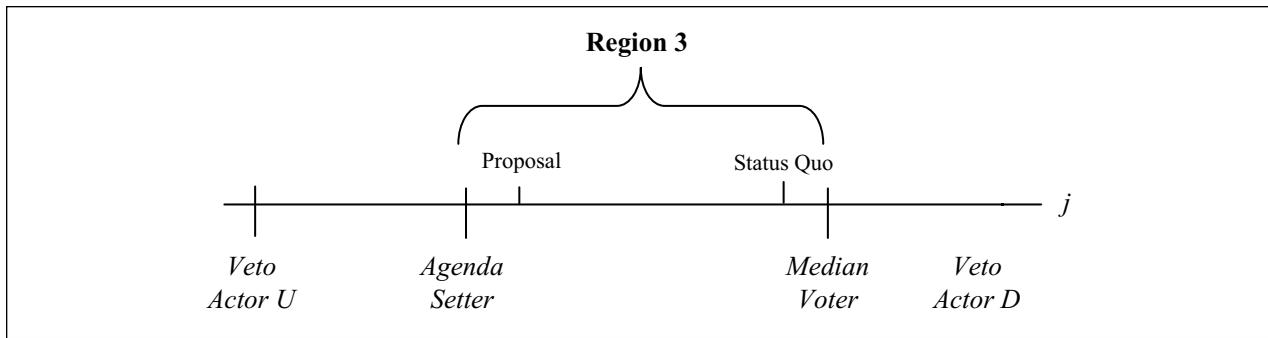 Region 3
Proposal
Status Quo
j
Veto Agenda Median Veto
Actor U Setter Voter Actor D